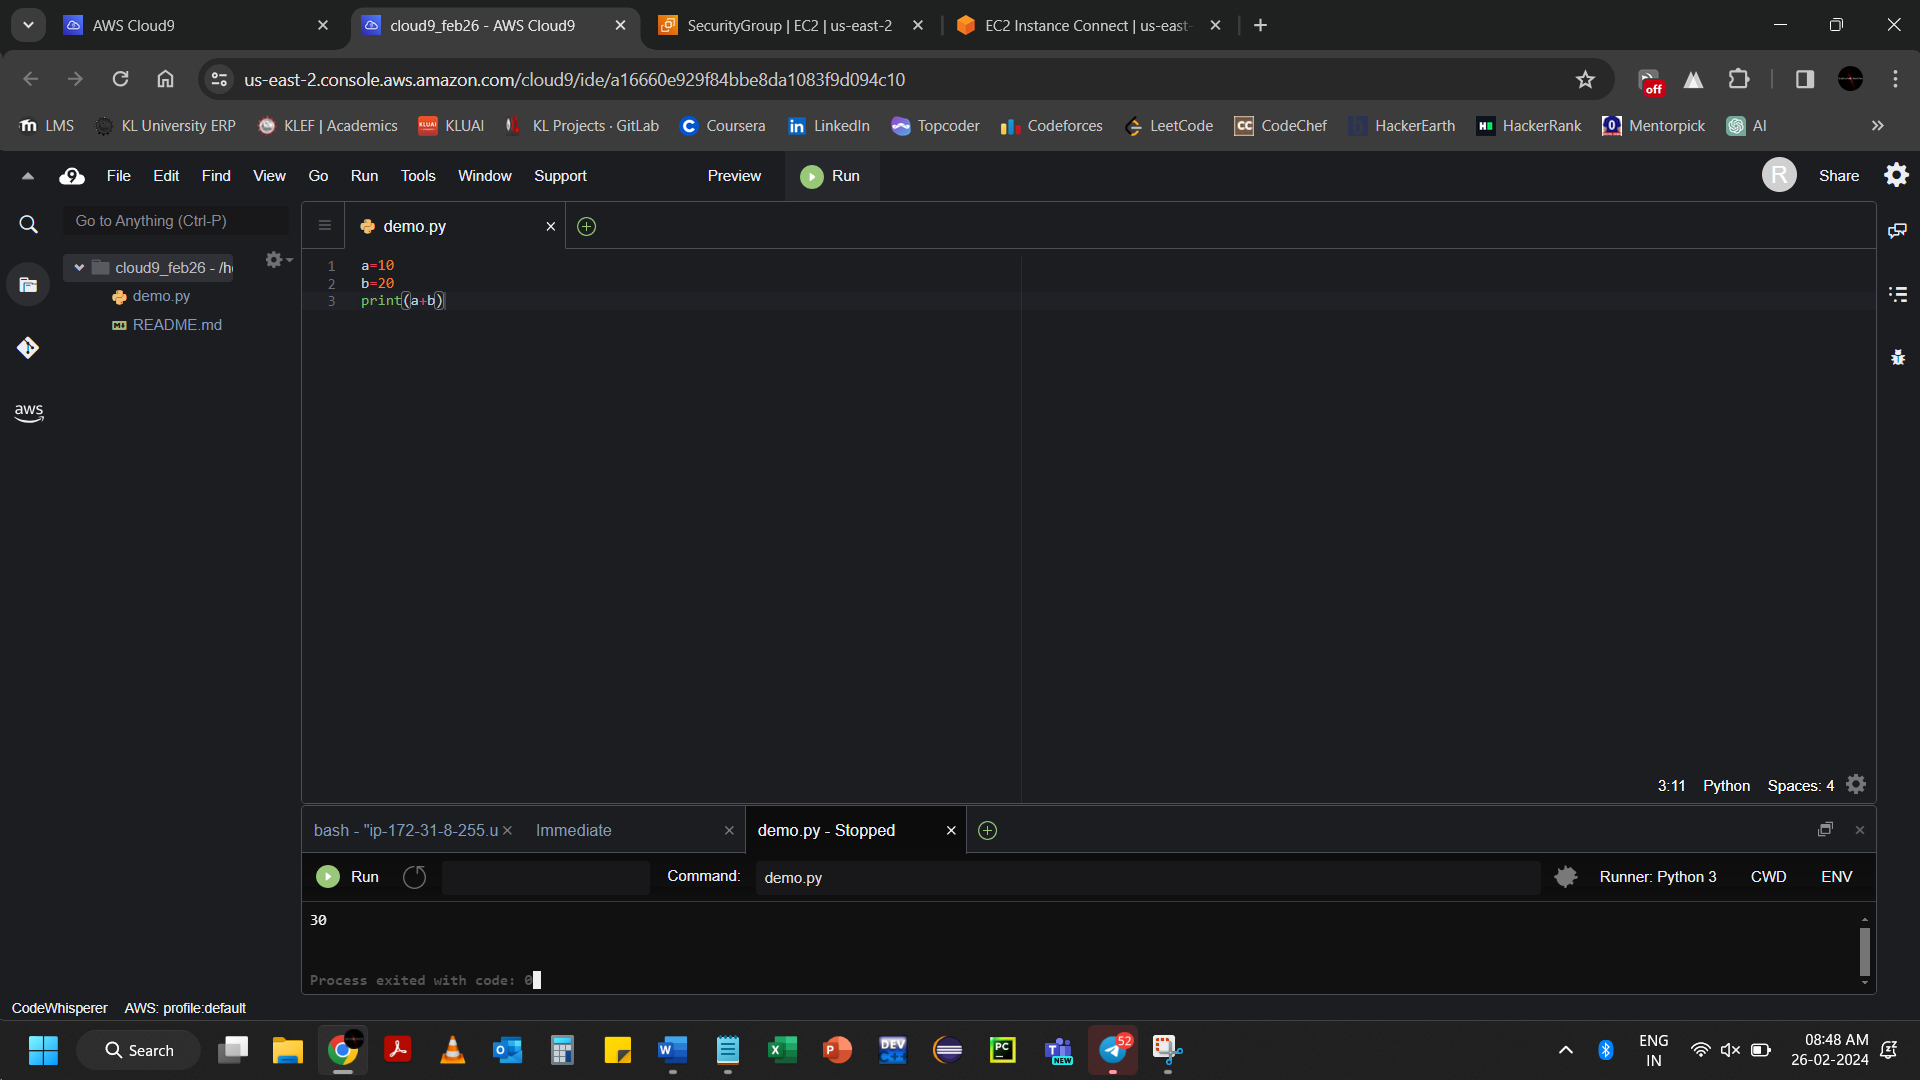 AWS Cloud9
cloud9_feb26 - AWS Cloud9
SecurityGroup | EC2 | us-east-2
EC2 Instance Connect | us-east-
us-east-2.console.aws.amazon.com/cloud9/ide/a16660e929f84bbe8da1083f9d094c10
off
LMS
KL University ERP
KLEF | Academics
KLUAI
KL Projects · GitLab
Coursera
LinkedIn
Topcoder
Codeforces
LeetCode
CodeChef
HackerEarth
HackerRank
Mentorpick
AI
File Edit Find View Go Run Tools Window Support Preview Run
R
Share
Go to Anything (Ctrl-P)
demo.py
cloud9_feb26 - /h
demo.py
README.md
aws
1 a=10
2 b=20
3 print(a+b)
3:11 Python Spaces: 4
bash - "ip-172-31-8-255.u
Immediate
demo.py - Stopped
Run
Command:
demo.py
Runner: Python 3
CWD
ENV
30
Process exited with code: 0
CodeWhisperer AWS: profile:default
Search
DEV
PC
NEW
52
ENG
IN
08:48 AM
26-02-2024